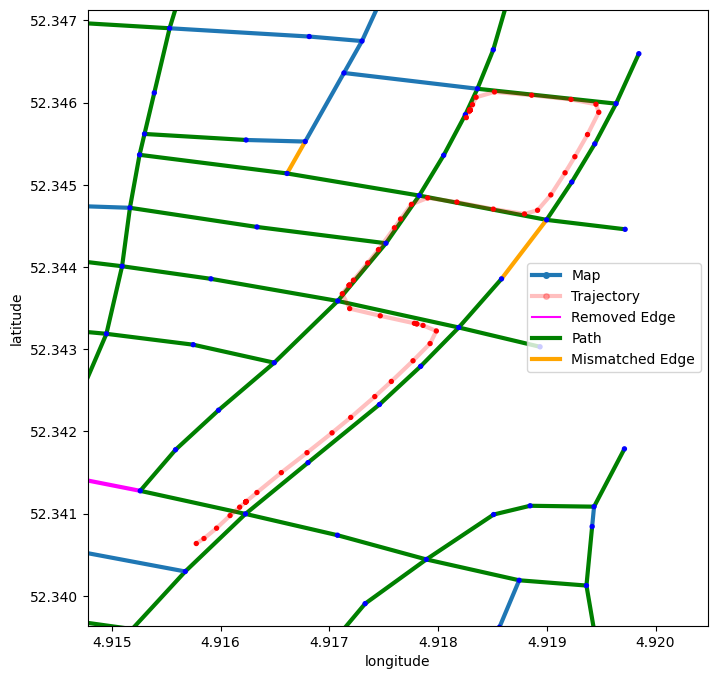 52.347
52.346
52.345
52.344
52.343
52.342
52.341
52.340
latitude
Map
Trajectory
Removed Edge
Path
Mismatched Edge
4.915 4.916 4.917 4.918 4.919 4.920
longitude